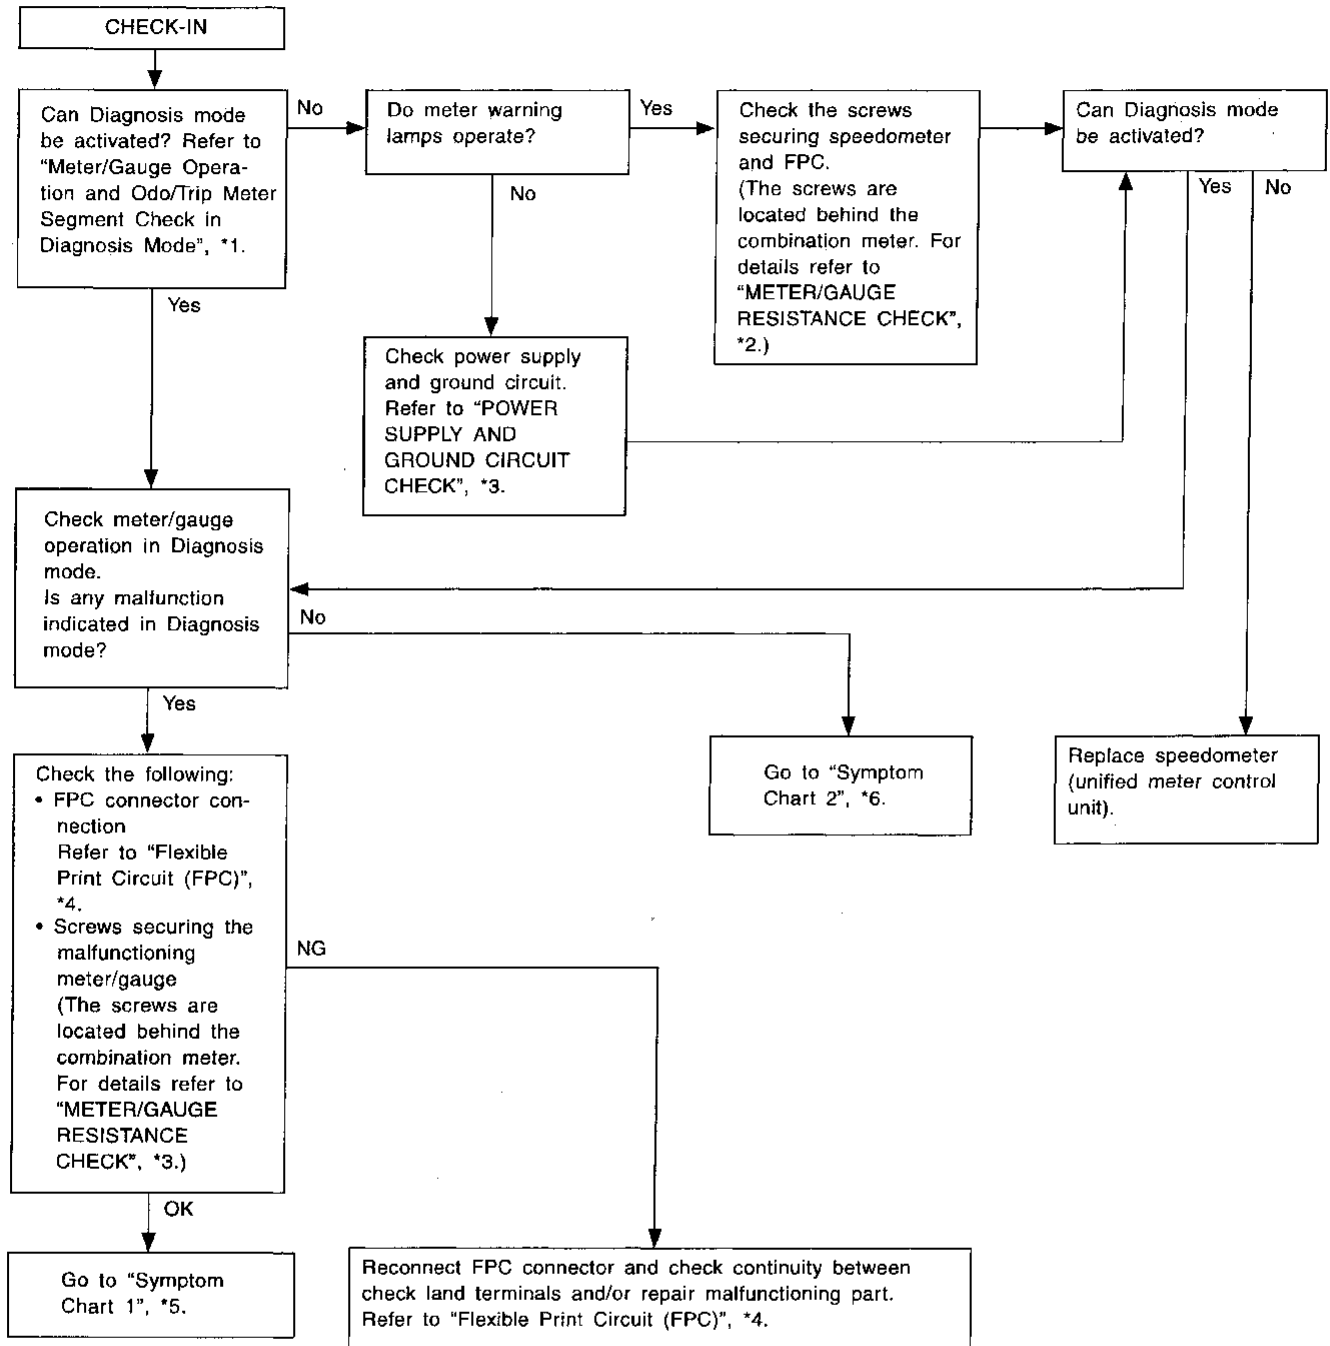 CHECK-IN
Can Diagnosis mode
be activated? Refer to
“Meter/Gauge Opera-
tion and Odo/Trip Meter
Segment Check in
Diagnosis Mode”, *1.
No
Do meter warning
lamps operate?
Yes
Check the screws
securing speedometer
and FPC.
(The screws are
located behind the
combination meter. For
details refer to
“METER/GAUGE
RESISTANCE CHECK”,
*2.)
Can Diagnosis mode
be activated?
Yes
No
No
Yes
Check power supply
and ground circuit.
Refer to “POWER
SUPPLY AND
GROUND CIRCUIT
CHECK”, *3.
Check meter/gauge
operation in Diagnosis
mode.
Is any malfunction
indicated in Diagnosis
mode?
No
Yes
Go to “Symptom
Chart 2”, *6.
Replace speedometer
(unified meter control
unit).
Check the following:
• FPC connector con-
nection
Refer to “Flexible
Print Circuit (FPC)”,
*4.
• Screws securing the
malfunctioning
meter/gauge
(The screws are
located behind the
combination meter.
For details refer to
“METER/GAUGE
RESISTANCE
CHECK”, *3.)
NG
OK
Go to “Symptom
Chart 1”, *5.
Reconnect FPC connector and check continuity between
check land terminals and/or repair malfunctioning part.
Refer to “Flexible Print Circuit (FPC)”, *4.